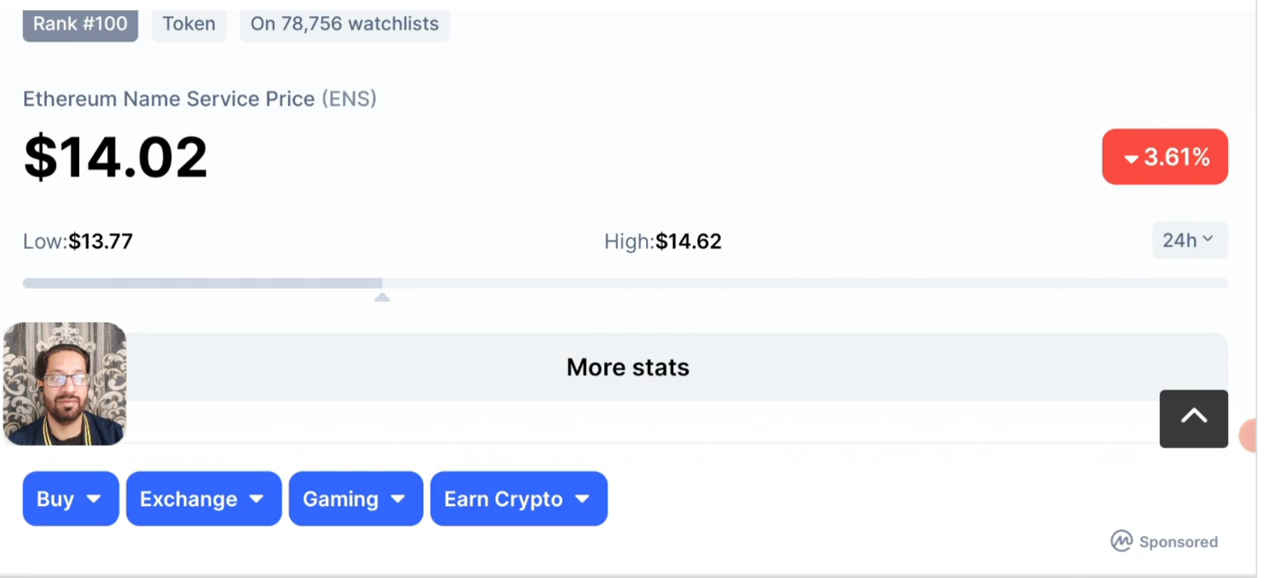 Rank #100 Token On 78,756 watchlists
Ethereum Name Service Price (ENS)
$14.02 3.61%
Low:$13.77 High:$14.62 24h
More stats
Buy Exchange Gaming Earn Crypto
Sponsored